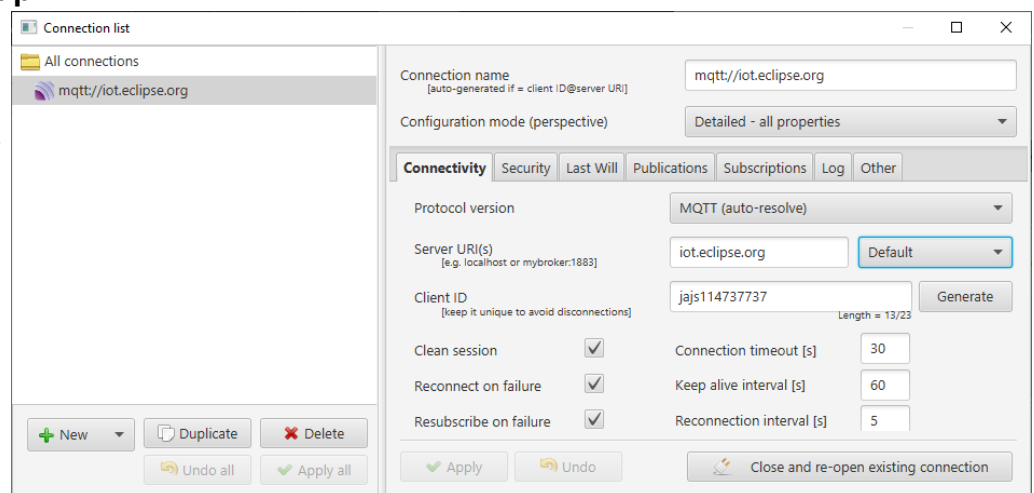 Connection list
All connections
mqtt://iot.eclipse.org
New
Duplicate
Delete
Undo all
Apply all
Connection name
[auto-generated if = client ID@server URI]
mqtt://iot.eclipse.org
Configuration mode (perspective)
Detailed - all properties
Connectivity Security Last Will Publications Subscriptions Log Other
Protocol version
MQTT (auto-resolve)
Server URI(s)
[e.g. localhost or mybroker:1883]
iot.eclipse.org
Default
Client ID
[keep it unique to avoid disconnections]
jajs114737737
Generate
Length = 13/23
Clean session
Connection timeout [s]
30
Reconnect on failure
Keep alive interval [s]
60
Resubscribe on failure
Reconnection interval [s]
5
Apply
Undo
Close and re-open existing connection